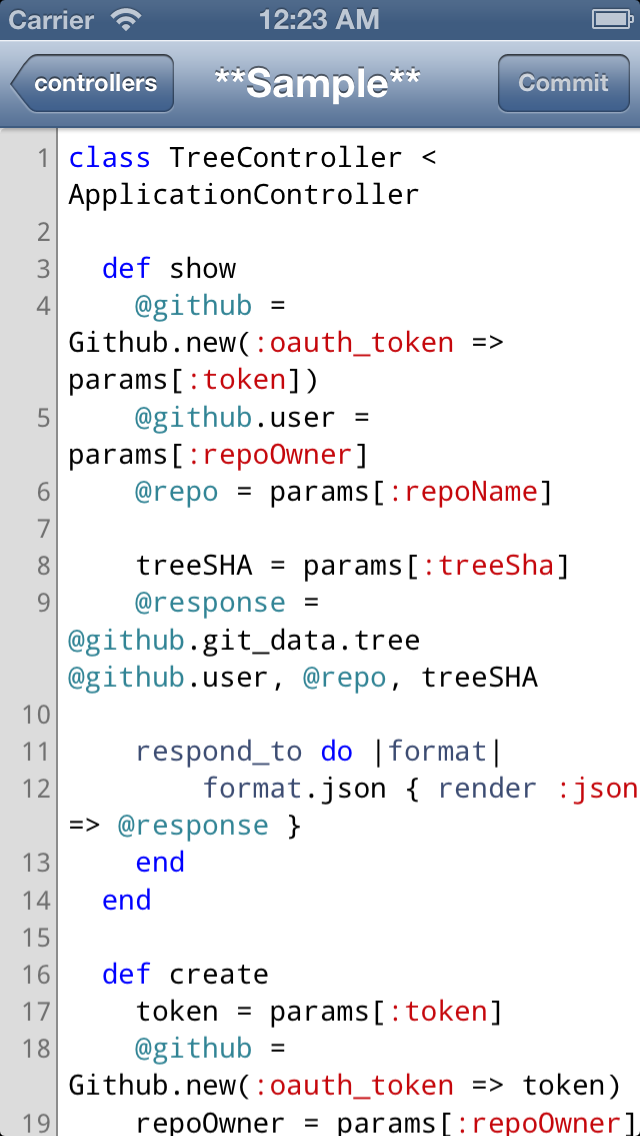 Carrier 12:23 AM
controllers **Sample** Commit
1 class TreeController <
ApplicationController
2
3 def show
4 @github =
Github.new(:oauth_token =>
params[:token])
5 @github.user =
params[:repoOwner]
6 @repo = params[:repoName]
7
8 treeSHA = params[:treeSha]
9 @response =
@github.git_data.tree
@github.user, @repo, treeSHA
10
11 respond_to do |format|
12 format.json { render :json
=> @response }
13 end
14 end
15
16 def create
17 token = params[:token]
18 @github =
Github.new(:oauth_token => token)
19 repoOwner = params[:repoOwner]